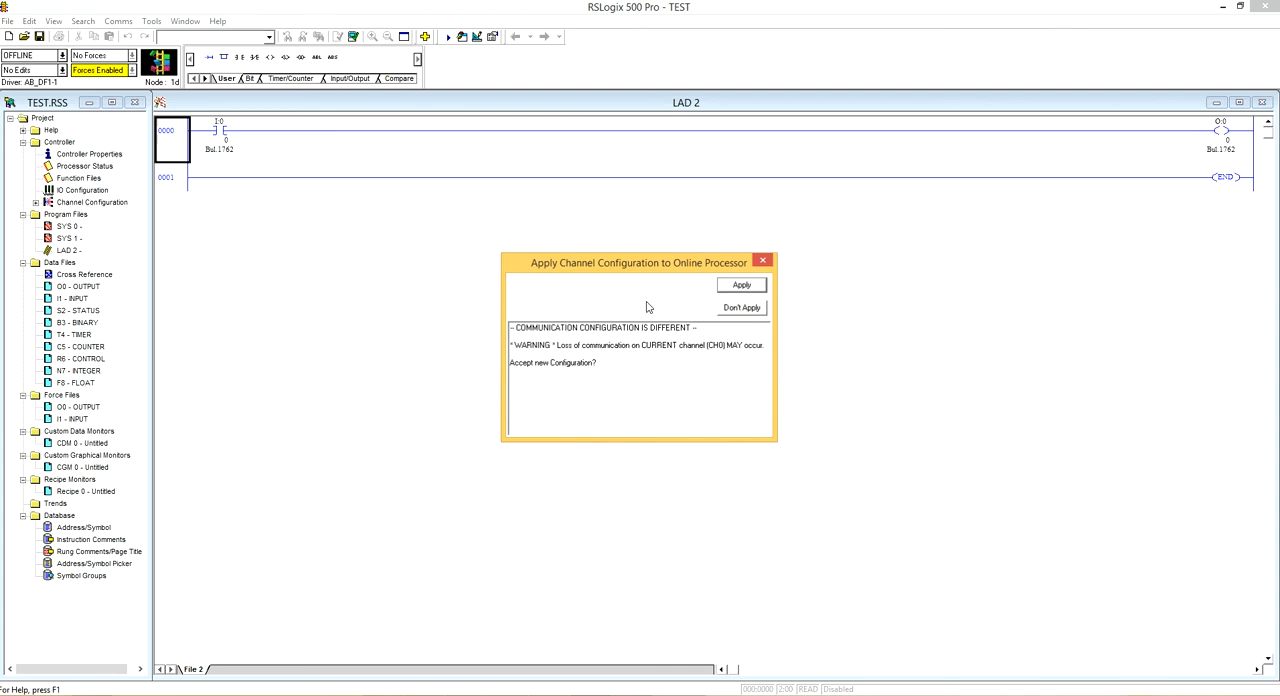 RSLogix 500 Pro - TEST
File Edit View Search Comms Tools Window Help
OFFLINE No Forces
No Edits Forces Enabled
Driver: AB_DF1-1 Node: 1d
User Bit Timer/Counter Input/Output Compare
TEST.RSS
LAD 2
Project
Help
Controller
Controller Properties
Processor Status
Function Files
IO Configuration
Channel Configuration
Program Files
SYS 0 -
SYS 1 -
LAD 2 -
Data Files
Cross Reference
O0 - OUTPUT
I1 - INPUT
S2 - STATUS
B3 - BINARY
T4 - TIMER
C5 - COUNTER
R6 - CONTROL
N7 - INTEGER
F8 - FLOAT
Force Files
O0 - OUTPUT
I1 - INPUT
Custom Data Monitors
CDM 0 - Untitled
Custom Graphical Monitors
CGM 0 - Untitled
Recipe Monitors
Recipe 0 - Untitled
Trends
Database
Address/Symbol
Instruction Comments
Rung Comments/Page Title
Address/Symbol Picker
Symbol Groups
I:0 O:0
0000
0 0
Bul.1762 Bul.1762
0001 END
Apply Channel Configuration to Online Processor
Apply
Don't Apply
-- COMMUNICATION CONFIGURATION IS DIFFERENT --
* WARNING * Loss of communication on CURRENT channel (CH0) MAY occur.
Accept new Configuration?
File 2
For Help, press F1
000:0000 2:00 READ Disabled